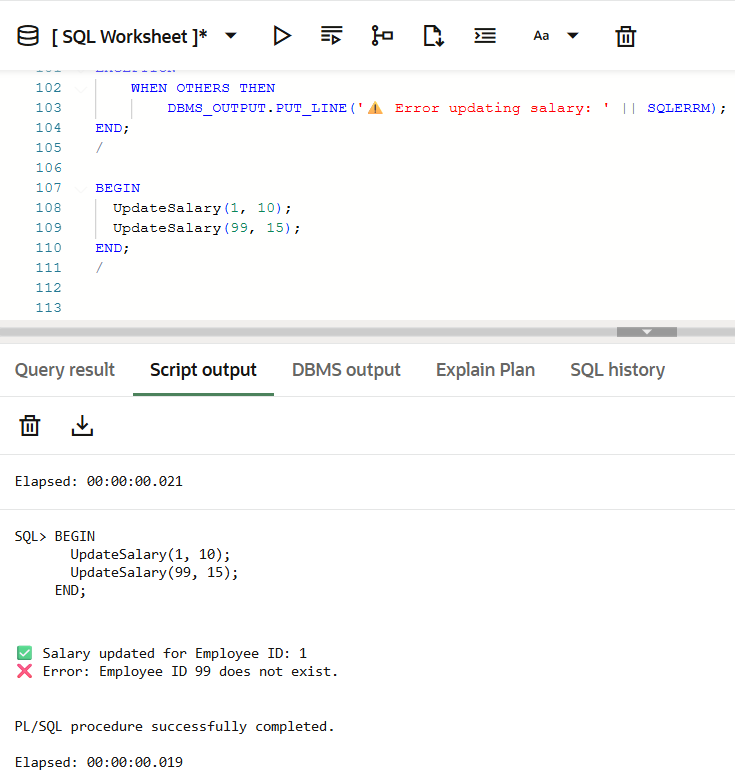 [ SQL Worksheet ]*
Aa
101 EXCEPTION
102 WHEN OTHERS THEN
103 DBMS_OUTPUT.PUT_LINE('⚠️ Error updating salary: ' || SQLERRM);
104 END;
105 /
106
107 BEGIN
108 UpdateSalary(1, 10);
109 UpdateSalary(99, 15);
110 END;
111 /
112
113
Query result Script output DBMS output Explain Plan SQL history
Elapsed: 00:00:00.021
SQL> BEGIN
UpdateSalary(1, 10);
UpdateSalary(99, 15);
END;
✅ Salary updated for Employee ID: 1
❌ Error: Employee ID 99 does not exist.
PL/SQL procedure successfully completed.
Elapsed: 00:00:00.019